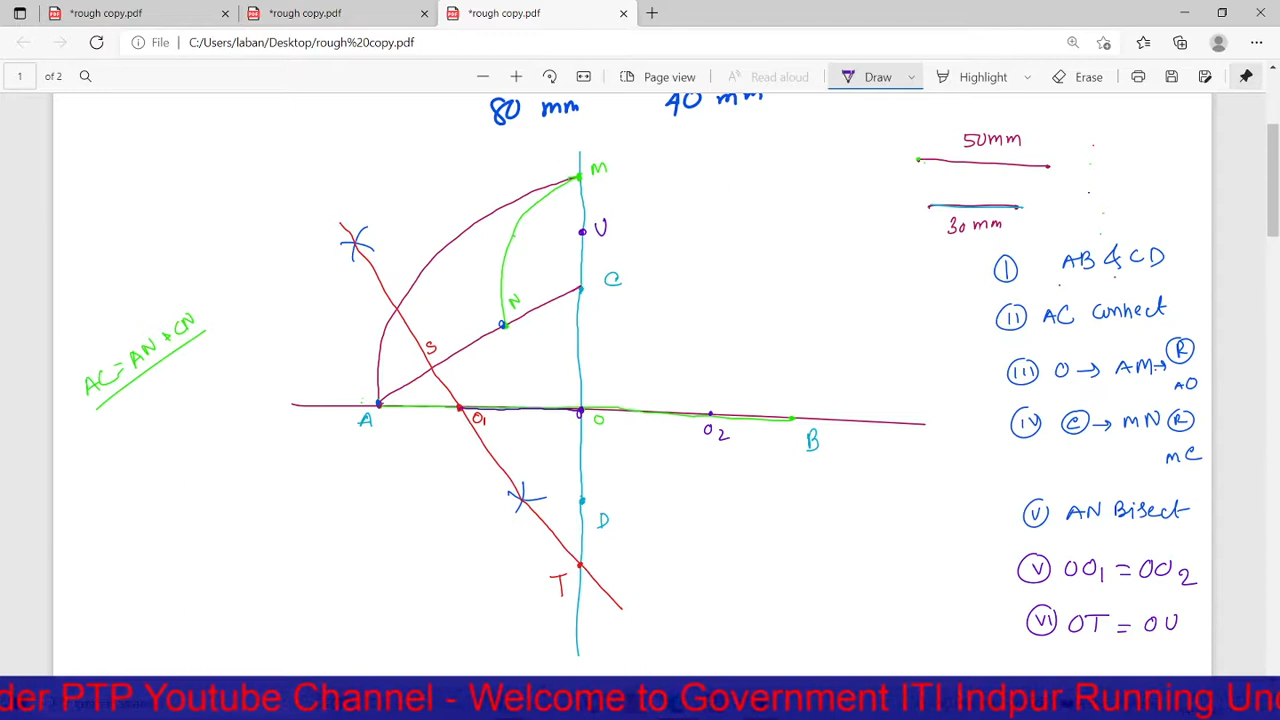 *rough copy.pdf
*rough copy.pdf
*rough copy.pdf
File C:/Users/laban/Desktop/rough%20copy.pdf
1 of 2
Page view
Read aloud
Draw
Highlight
Erase
80 mm 40 mm
50mm
30mm
M
U
C
N
S
A
O1
O
O2
B
D
T
AC=AN+CN
I AB & CD
II AC Connect
III O → AM → R
AO
IV C → MN R
MC
V AN Bisect
V OO1 = OO2
VI OT = OU
der PTP Youtube Channel - Welcome to Government ITI Indpur Running Und